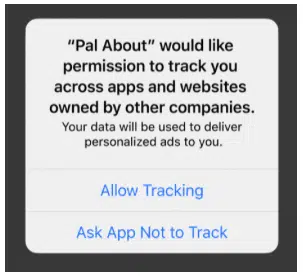 “Pal About” would like
permission to track you
across apps and websites
owned by other companies.
Your data will be used to deliver
personalized ads to you.
Allow Tracking
Ask App Not to Track